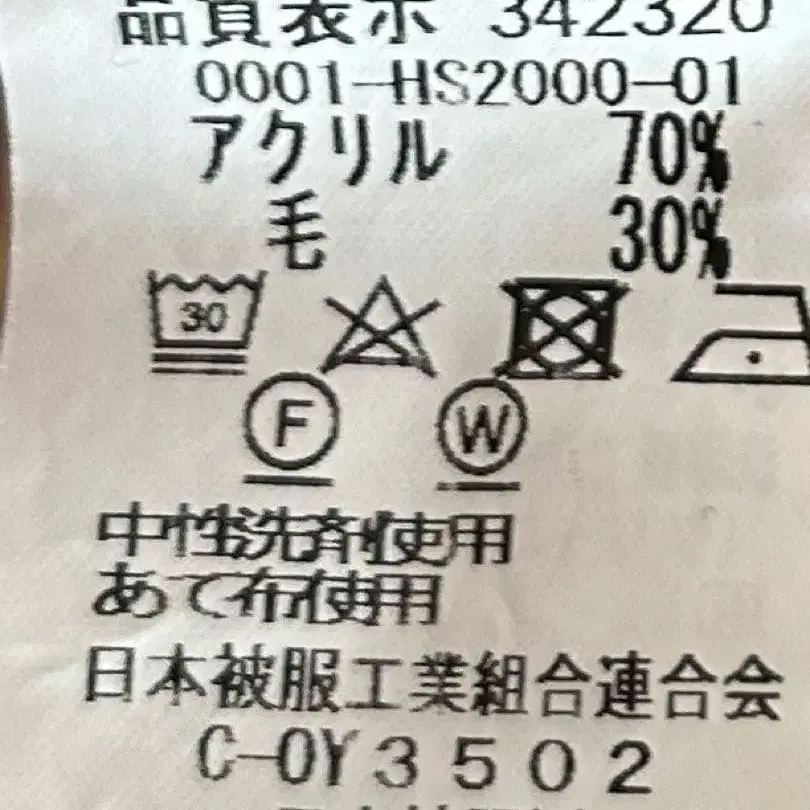 品質表示 342320
0001-HS2000-01
アクリル 70%
毛 30%
30
F W
中性洗剤使用
あて布使用
日本被服工業組合連合会
C-OY3502